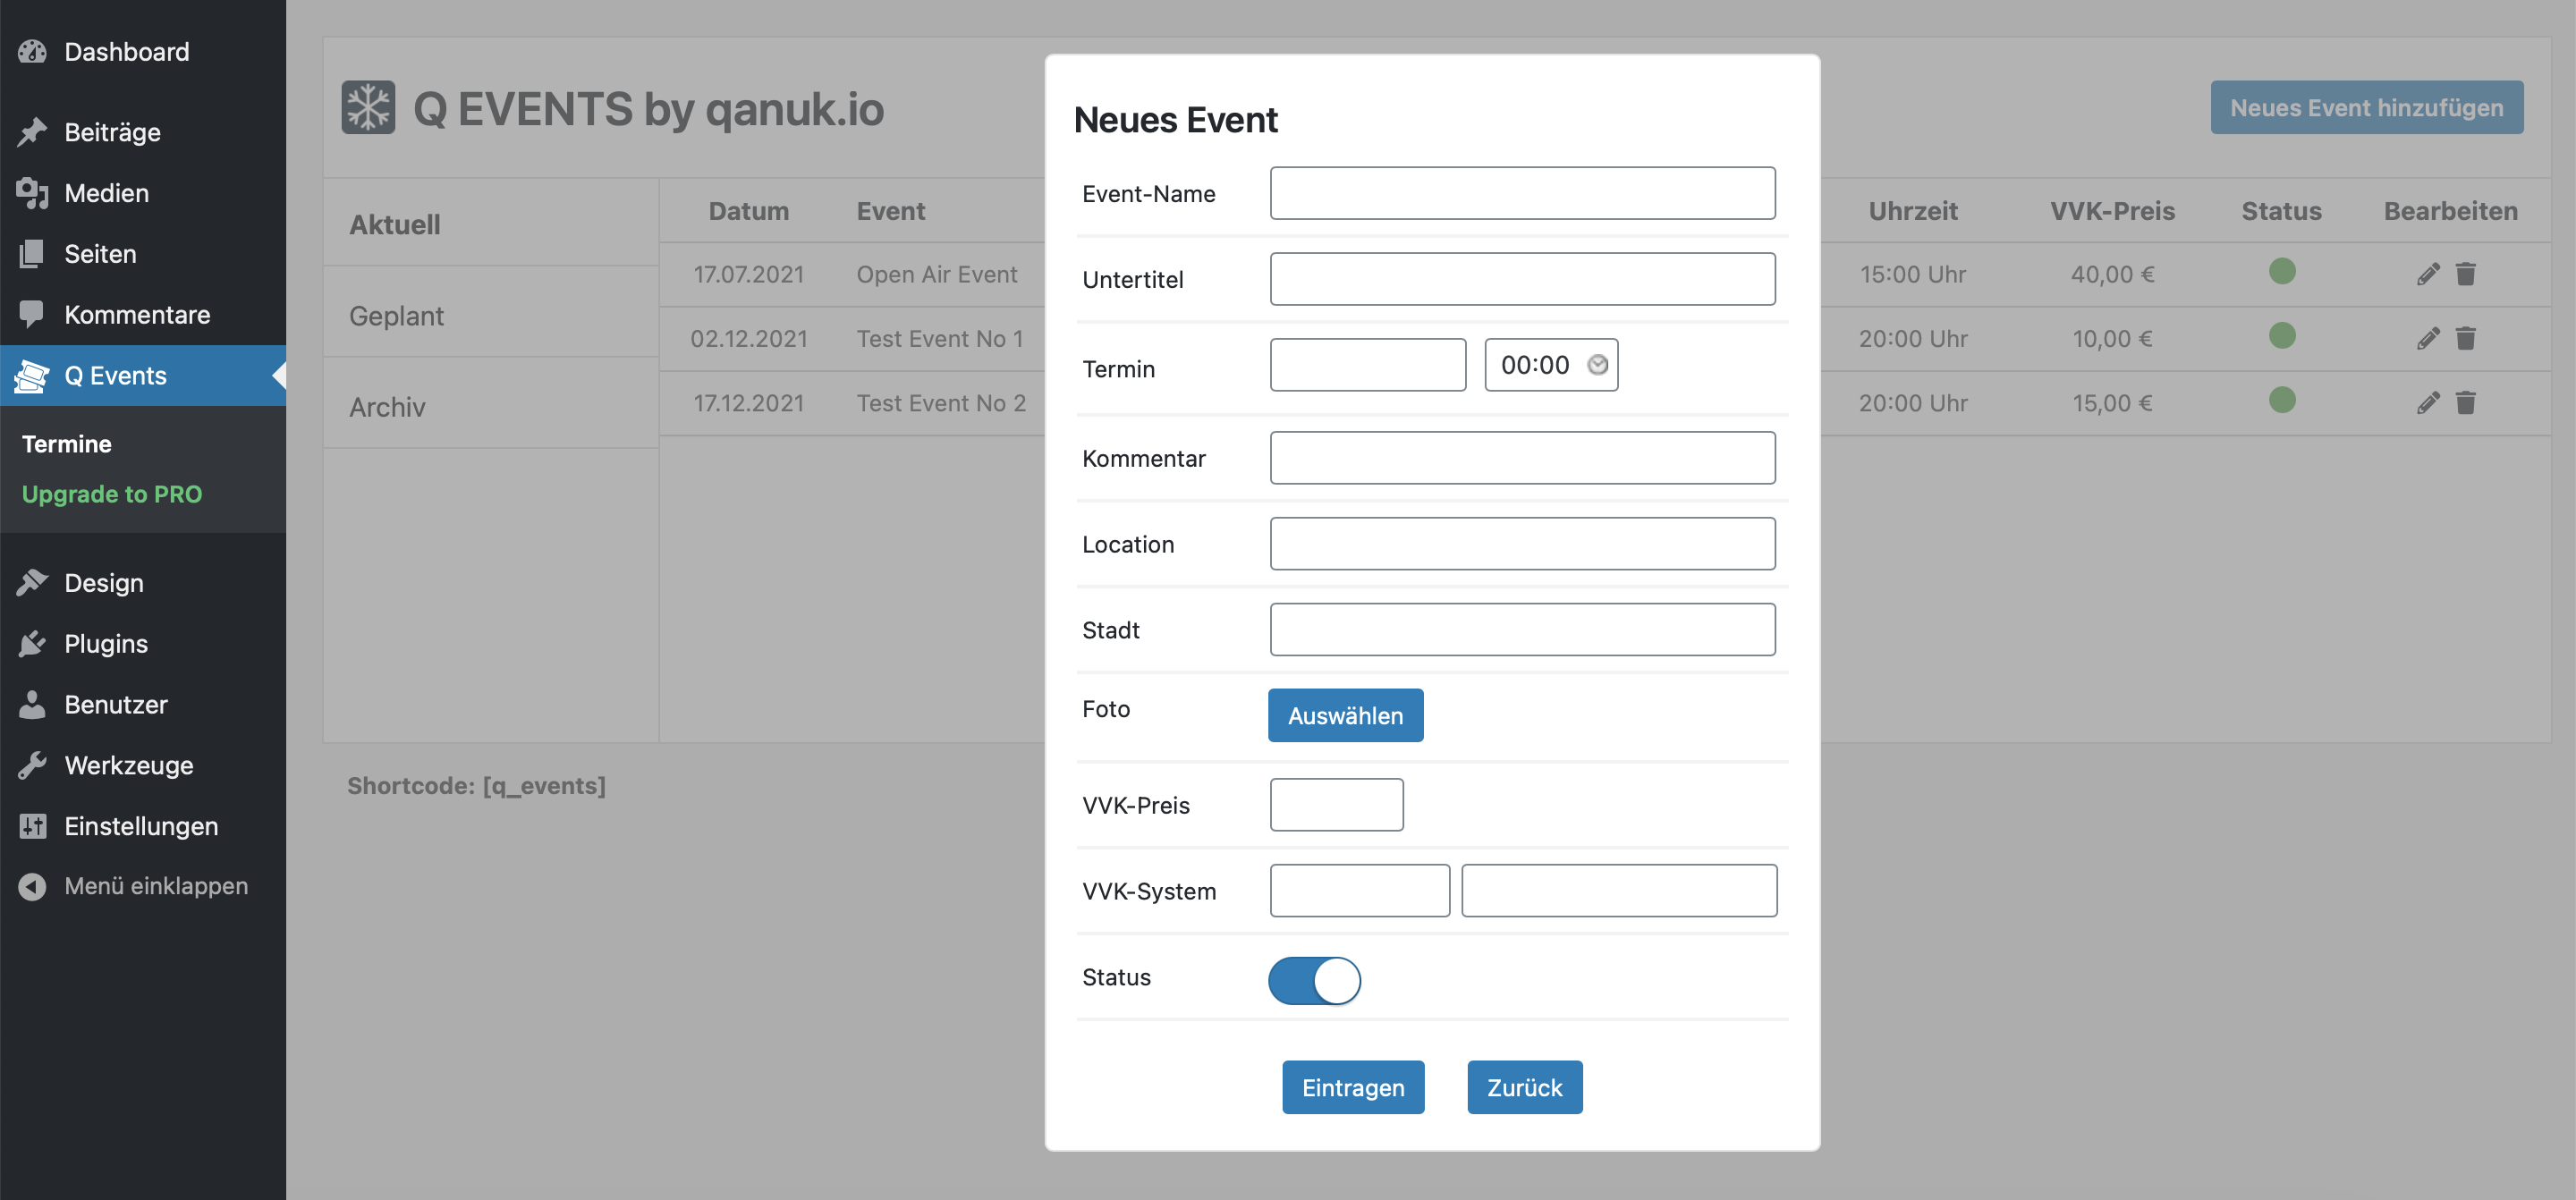 Dashboard
Beiträge
Medien
Seiten
Kommentare
Q Events
Termine
Upgrade to PRO
Design
Plugins
Benutzer
Werkzeuge
Einstellungen
Menü einklappen
Q EVENTS by qanuk.io
Neues Event hinzufügen
Aktuell
Geplant
Archiv
Datum Event Uhrzeit VVK-Preis Status Bearbeiten
17.07.2021 Open Air Event 15:00 Uhr 40,00 €
02.12.2021 Test Event No 1 20:00 Uhr 10,00 €
17.12.2021 Test Event No 2 20:00 Uhr 15,00 €
Shortcode: [q_events]
Neues Event
Event-Name
Untertitel
Termin 00:00
Kommentar
Location
Stadt
Foto Auswählen
VVK-Preis
VVK-System
Status
Eintragen Zurück